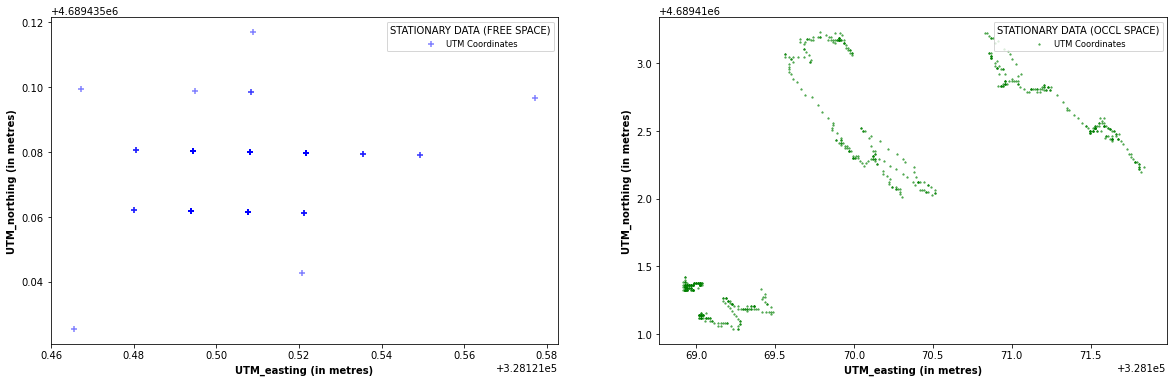 +4.689435e6
STATIONARY DATA (FREE SPACE)
UTM Coordinates
0.12
0.10
0.08
0.06
0.04
UTM_northing (in metres)
0.46 0.48 0.50 0.52 0.54 0.56 0.58
UTM_easting (in metres)
+3.28121e5
+4.68941e6
STATIONARY DATA (OCCL SPACE)
UTM Coordinates
3.0
2.5
2.0
1.5
1.0
UTM_northing (in metres)
69.0 69.5 70.0 70.5 71.0 71.5
UTM_easting (in metres)
+3.281e5